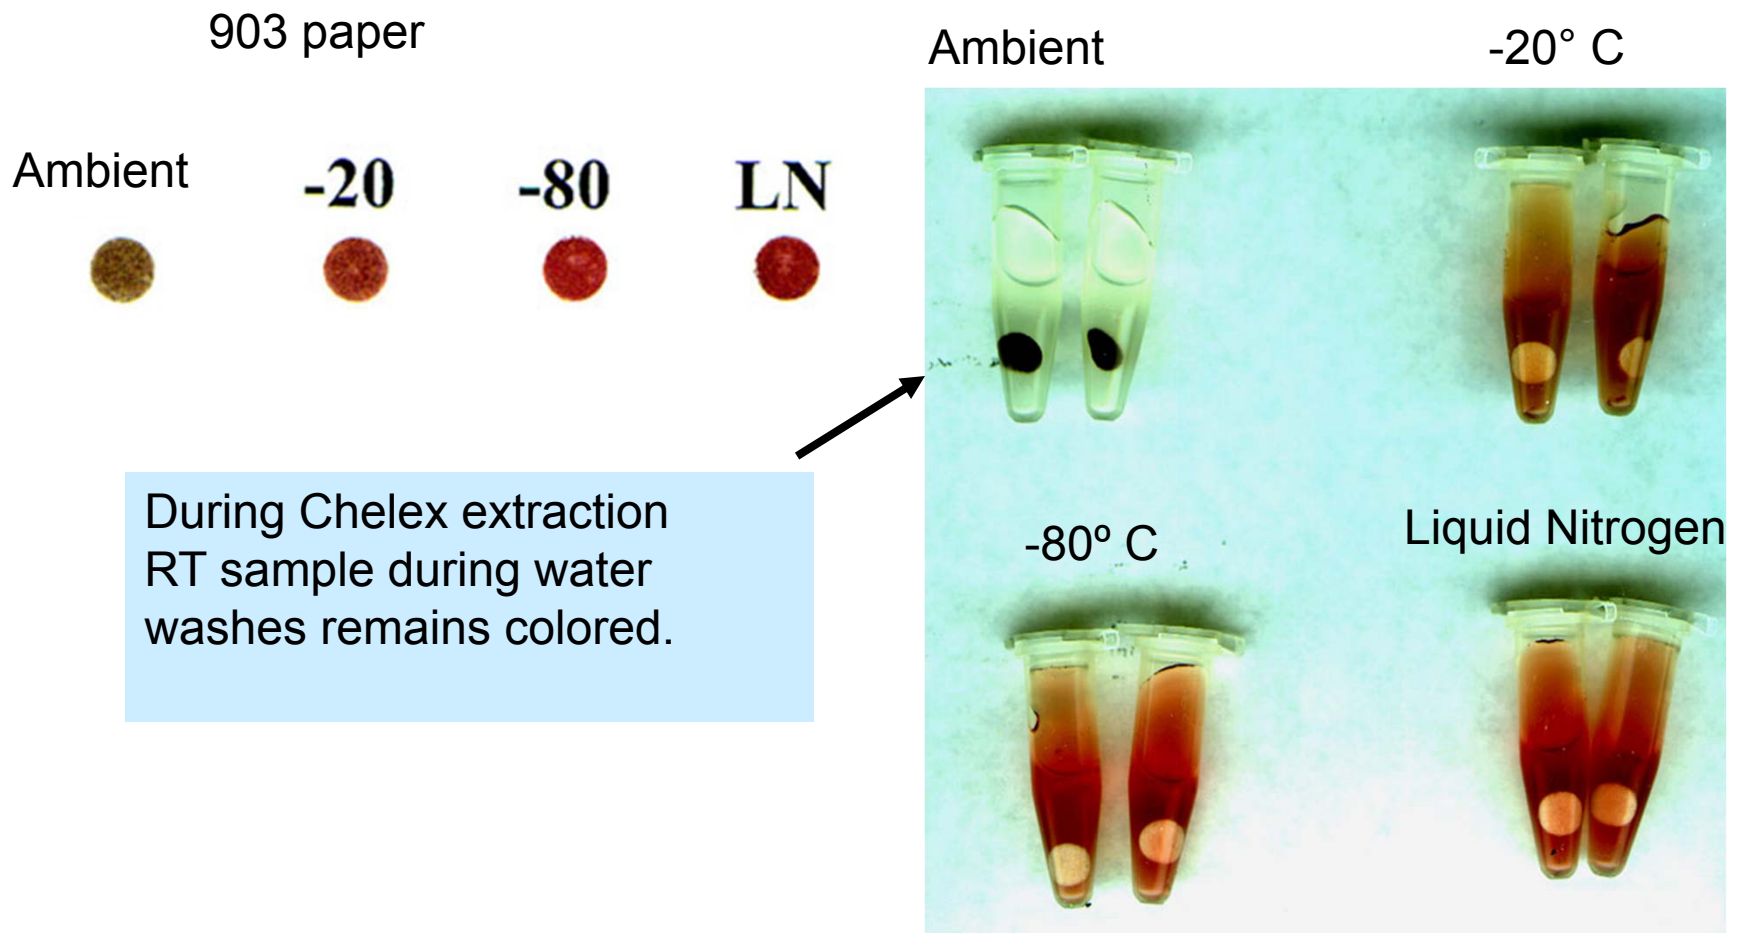 903 paper
Ambient
-20
-80
LN
During Chelex extraction
RT sample during water
washes remains colored.
Ambient
-20° C
-80º C
Liquid Nitrogen